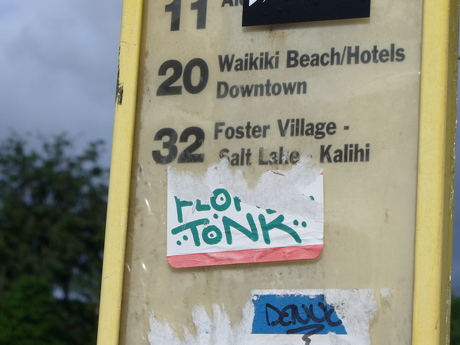 11
20 Waikiki Beach/Hotels
Downtown
32 Foster Village -
Salt Lake - Kalihi
TONK